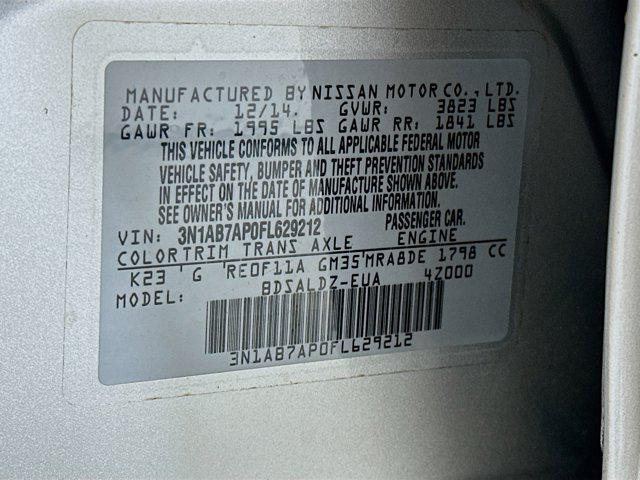 MANUFACTURED BY NISSAN MOTOR CO., LTD.
DATE: 12/14. GVWR: 3823 LBS
GAWR FR: 1995 LBS GAWR RR: 1841 LBS
THIS VEHICLE CONFORMS TO ALL APPLICABLE FEDERAL MOTOR
VEHICLE SAFETY, BUMPER AND THEFT PREVENTION STANDARDS
IN EFFECT ON THE DATE OF MANUFACTURE SHOWN ABOVE.
SEE OWNER'S MANUAL FOR ADDITIONAL INFORMATION.
VIN: 3N1AB7AP0FL629212 PASSENGER CAR.
COLOR TRIM TRANS AXLE ENGINE
K23 G RE0F11A GM35 MRA8DE 1798 CC
MODEL: BDSALDZ-EUA 4Z000
3N1AB7AP0FL629212